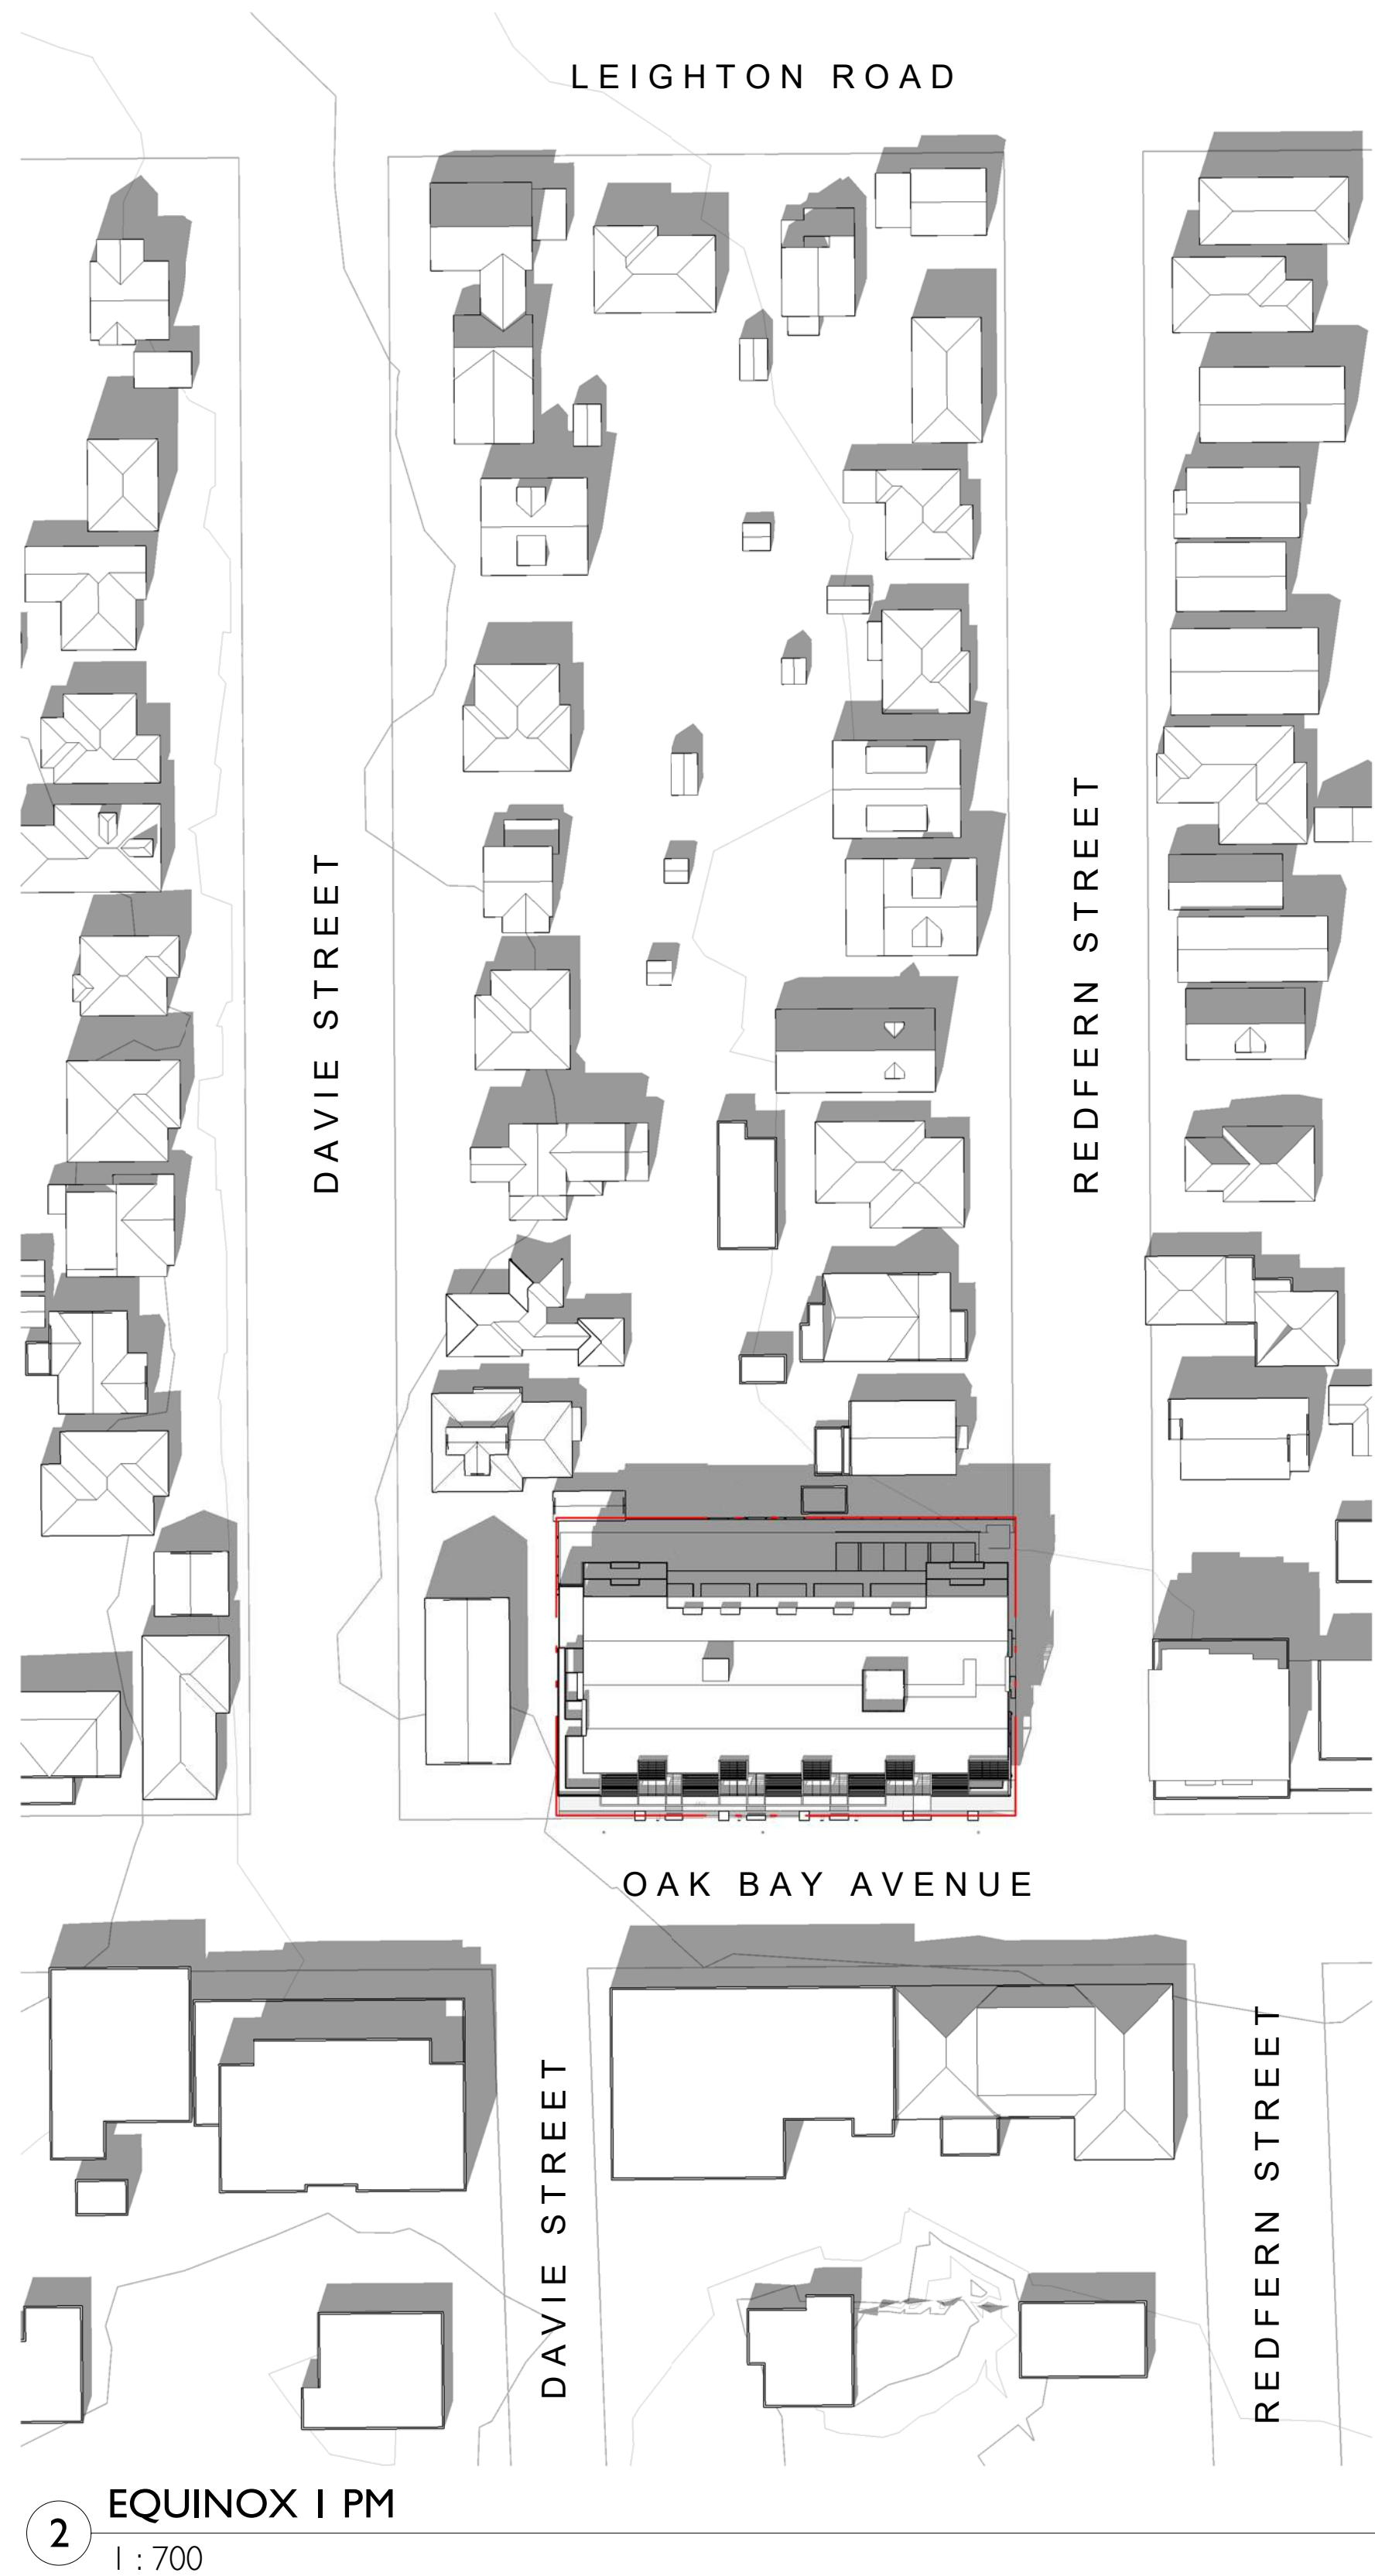 LEIGHTON ROAD
DAVIE STREET
REDFERN STREET
OAK BAY AVENUE
DAVIE STREET
REDFERN STREET
2
EQUINOX 1 PM
1 : 700